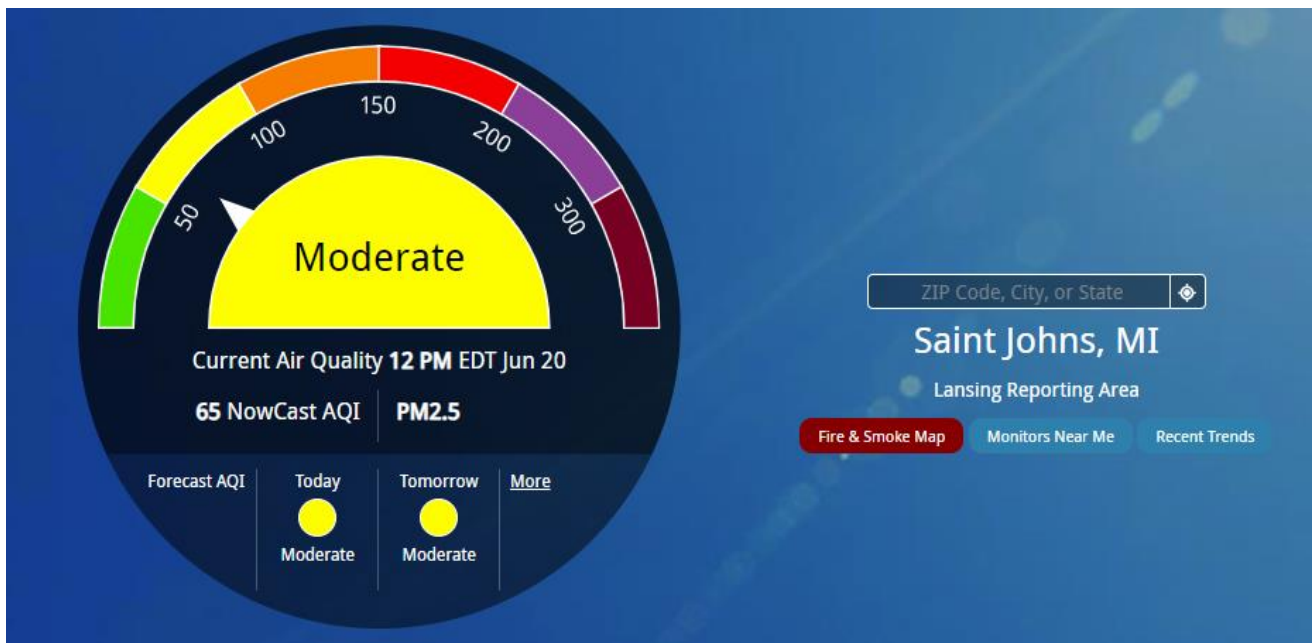 50
100
150
200
300
Moderate
Current Air Quality 12 PM EDT Jun 20
65 NowCast AQI PM2.5
Forecast AQI Today Tomorrow More
Moderate Moderate
ZIP Code, City, or State
Saint Johns, MI
Lansing Reporting Area
Fire & Smoke Map Monitors Near Me Recent Trends